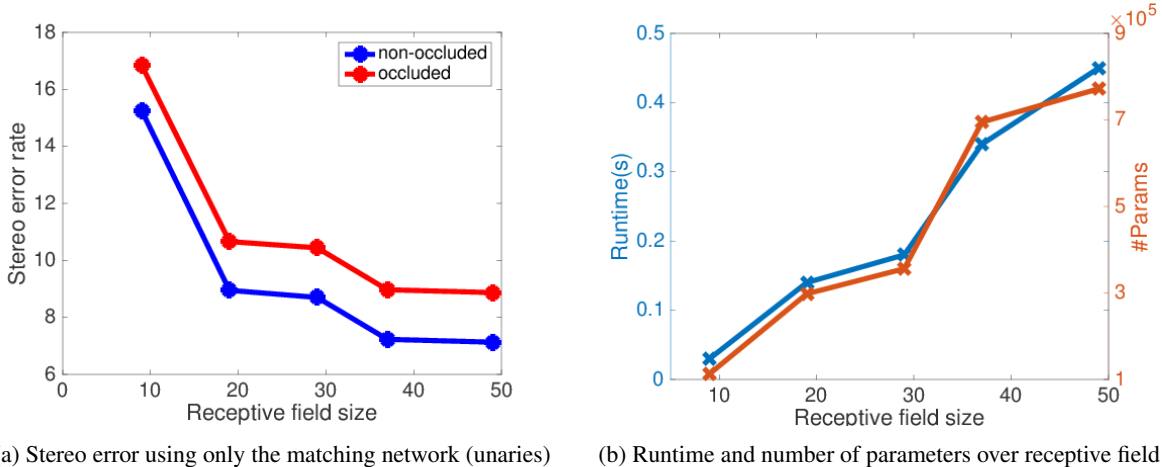 18
16
14
12
10
8
6
0 10 20 30 40 50
Stereo error rate
Receptive field size
non-occluded
occluded
a) Stereo error using only the matching network (unaries)
0.5
0.4
0.3
0.2
0.1
0
Runtime(s)
×10⁵
9
7
5
3
1
#Params
10 20 30 40 50
Receptive field size
(b) Runtime and number of parameters over receptive field